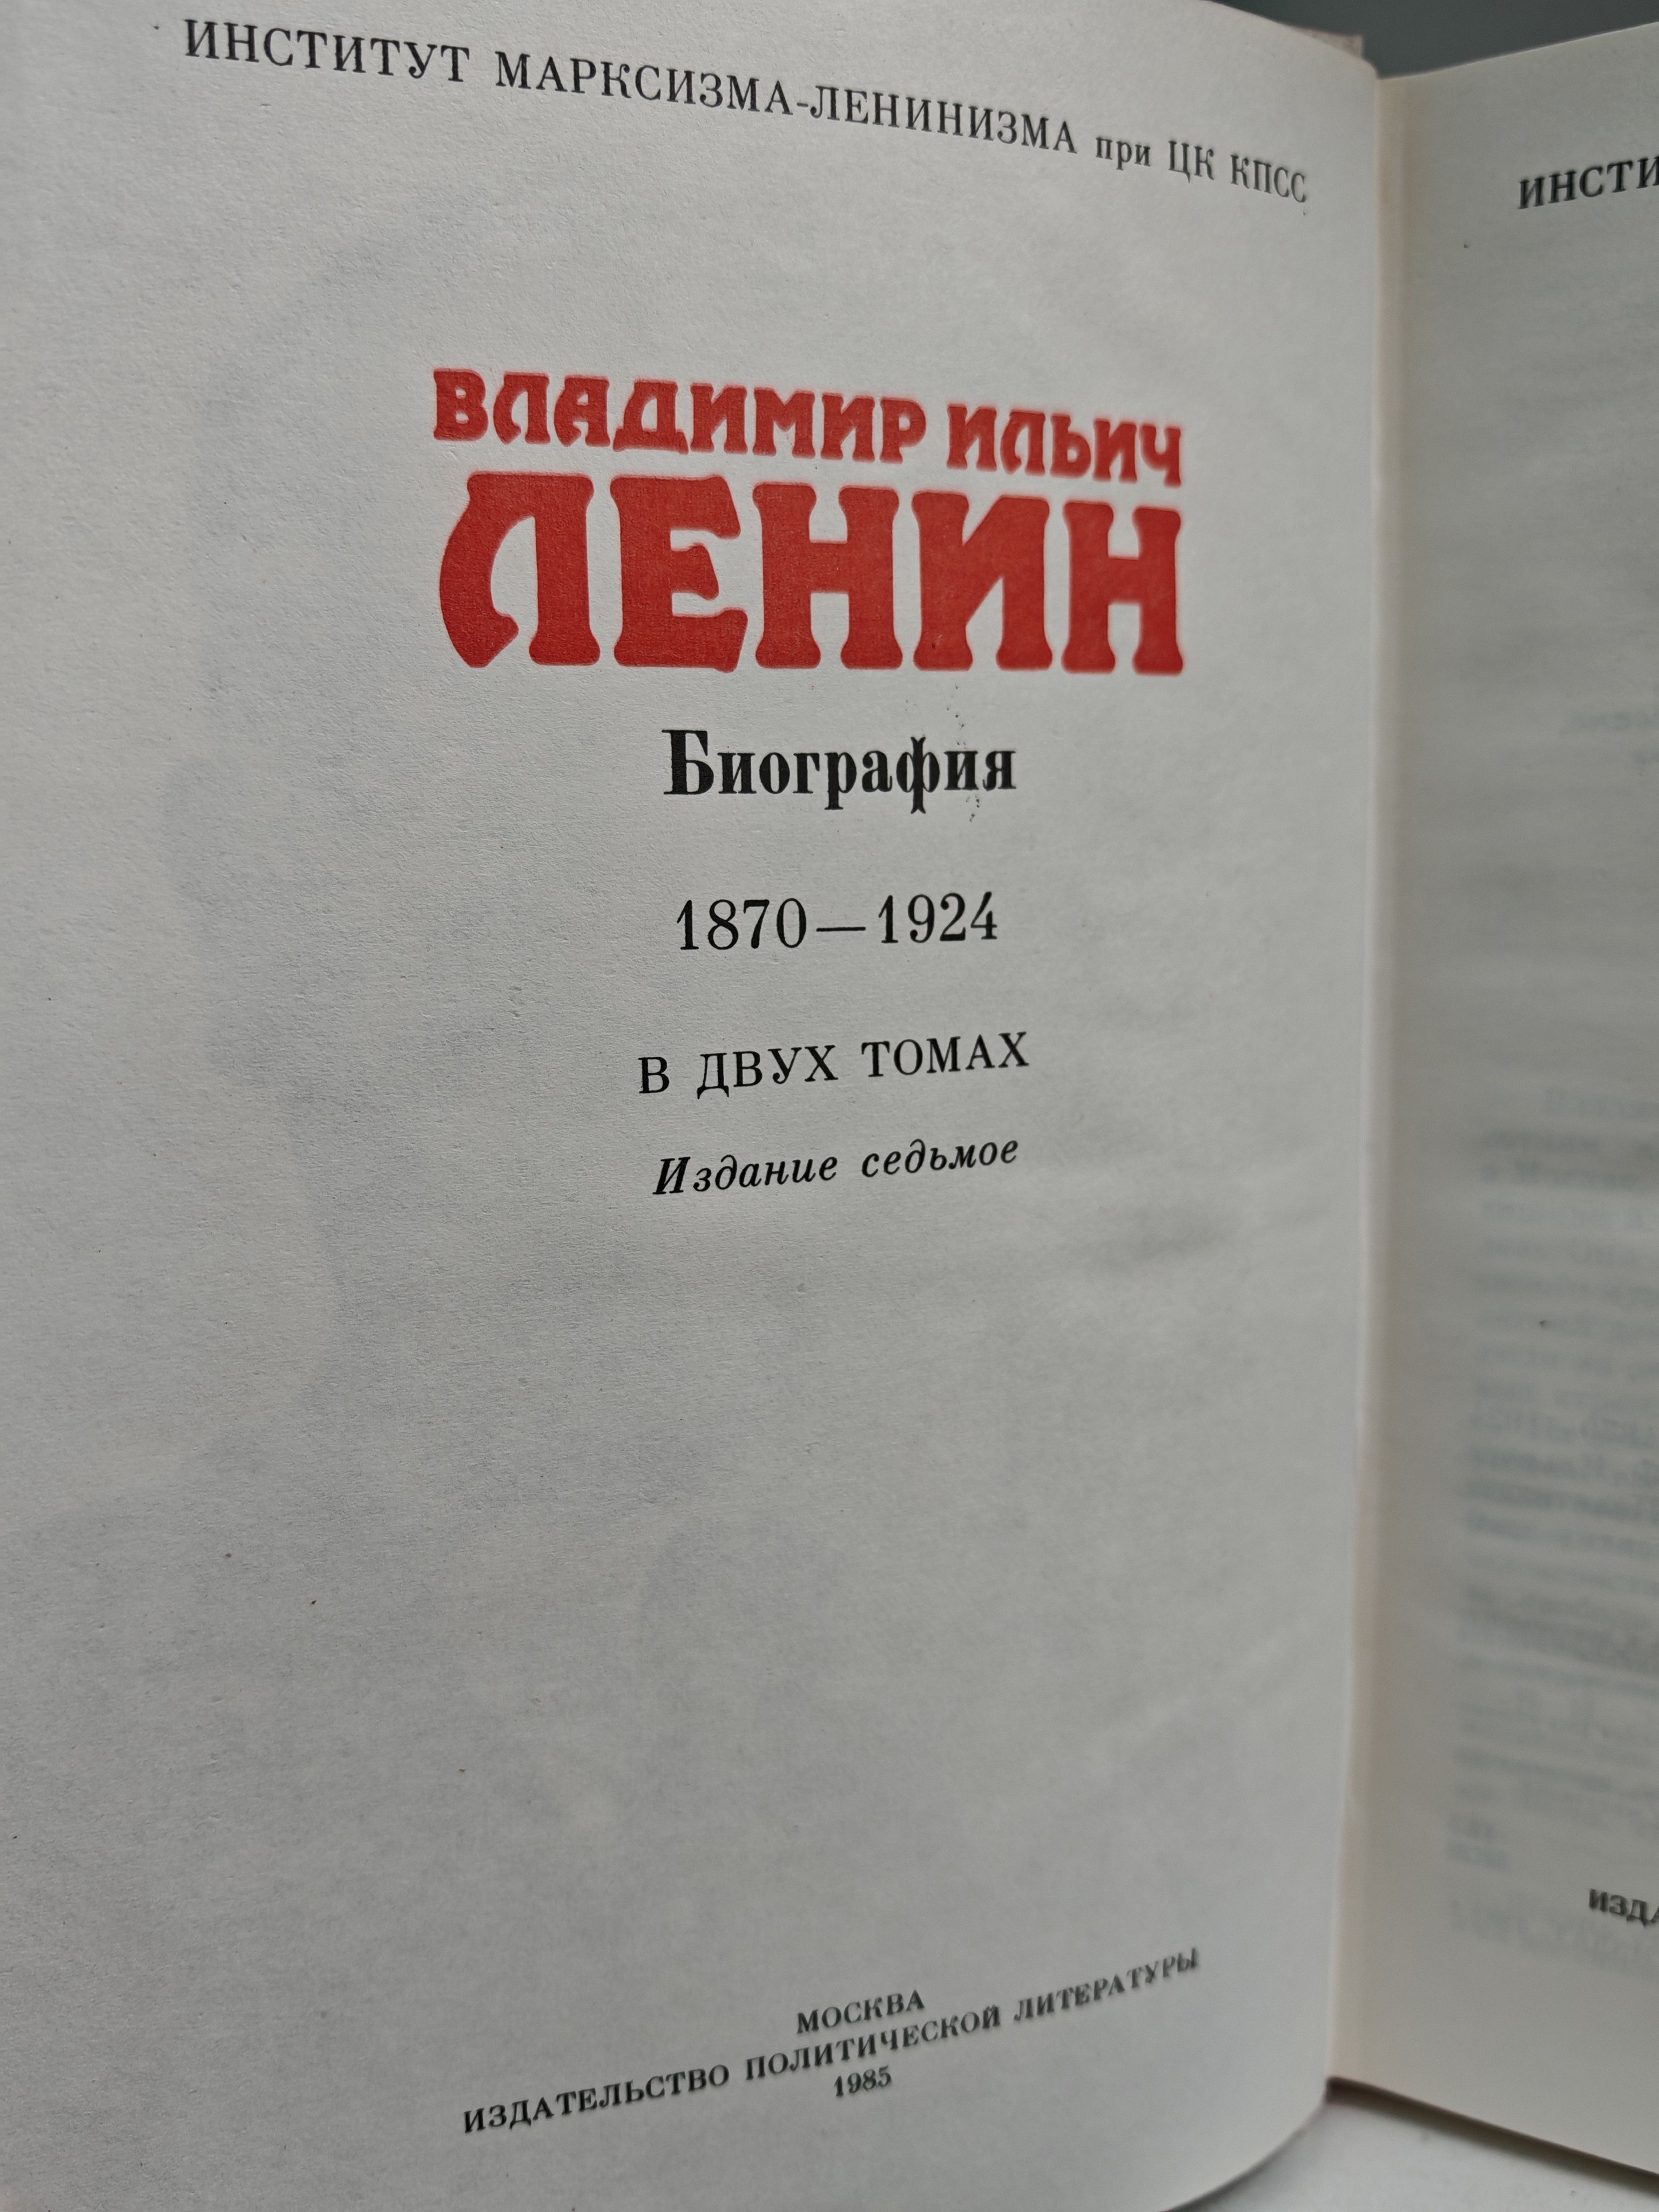 ИНСТИТУТ МАРКСИЗМА-ЛЕНИНИЗМА при ЦК КПСС
ВЛАДИМИР ИЛЬИЧ
ЛЕНИН
Биография
1870—1924
В ДВУХ ТОМАХ
Издание седьмое
МОСКВА
ИЗДАТЕЛЬСТВО ПОЛИТИЧЕСКОЙ ЛИТЕРАТУРЫ
1985
ИНСТИ
ИЗДА